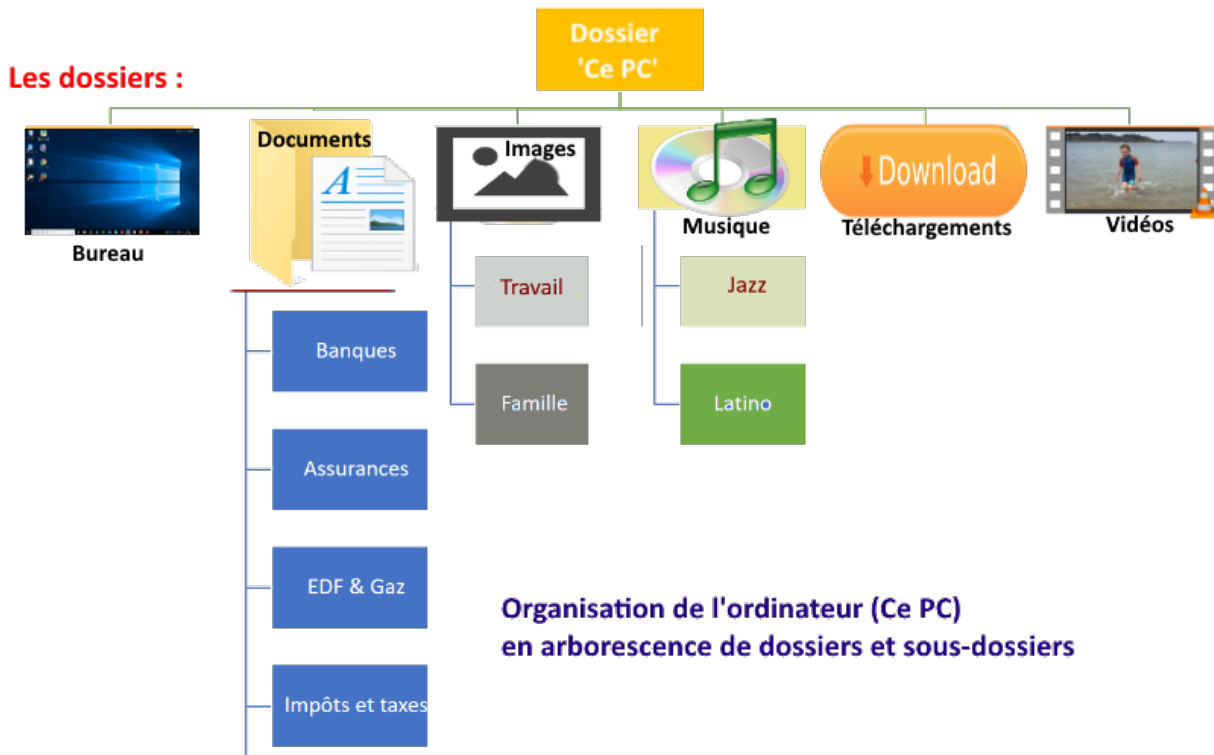 Dossier
'Ce PC'
Les dossiers :
Documents
Images
Download
Bureau
Musique
Téléchargements
Vidéos
A
Travail
Jazz
Banques
Famille
Latino
Assurances
EDF & Gaz
Organisation de l'ordinateur (Ce PC)
en arborescence de dossiers et sous-dossiers
Impôts et taxes